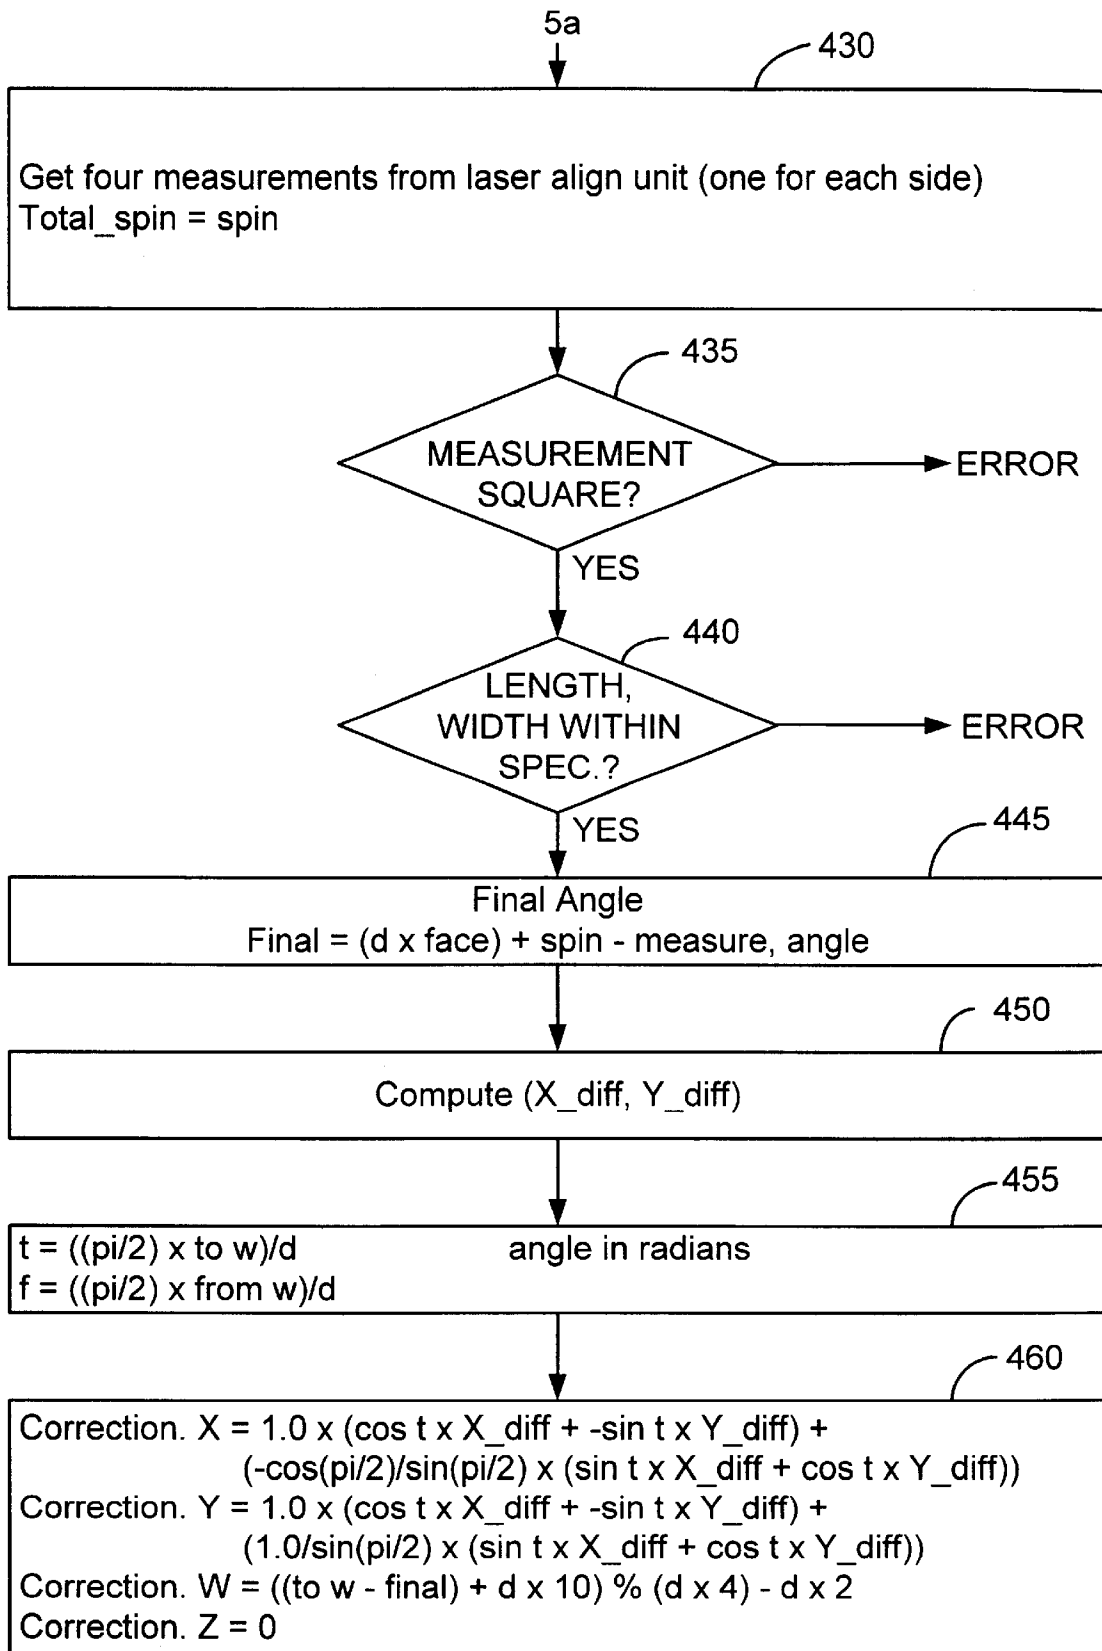 5a
430
Get four measurements from laser align unit (one for each side)
Total_spin = spin
435
MEASUREMENT
SQUARE?
ERROR
YES
440
LENGTH,
WIDTH WITHIN
SPEC.?
ERROR
YES
445
Final Angle
Final = (d x face) + spin - measure, angle
450
Compute (X_diff, Y_diff)
455
t = ((pi/2) x to w)/d angle in radians
f = ((pi/2) x from w)/d
460
Correction. X = 1.0 x (cos t x X_diff + -sin t x Y_diff) +
(-cos(pi/2)/sin(pi/2) x (sin t x X_diff + cos t x Y_diff))
Correction. Y = 1.0 x (cos t x X_diff + -sin t x Y_diff) +
(1.0/sin(pi/2) x (sin t x X_diff + cos t x Y_diff))
Correction. W = ((to w - final) + d x 10) % (d x 4) - d x 2
Correction. Z = 0